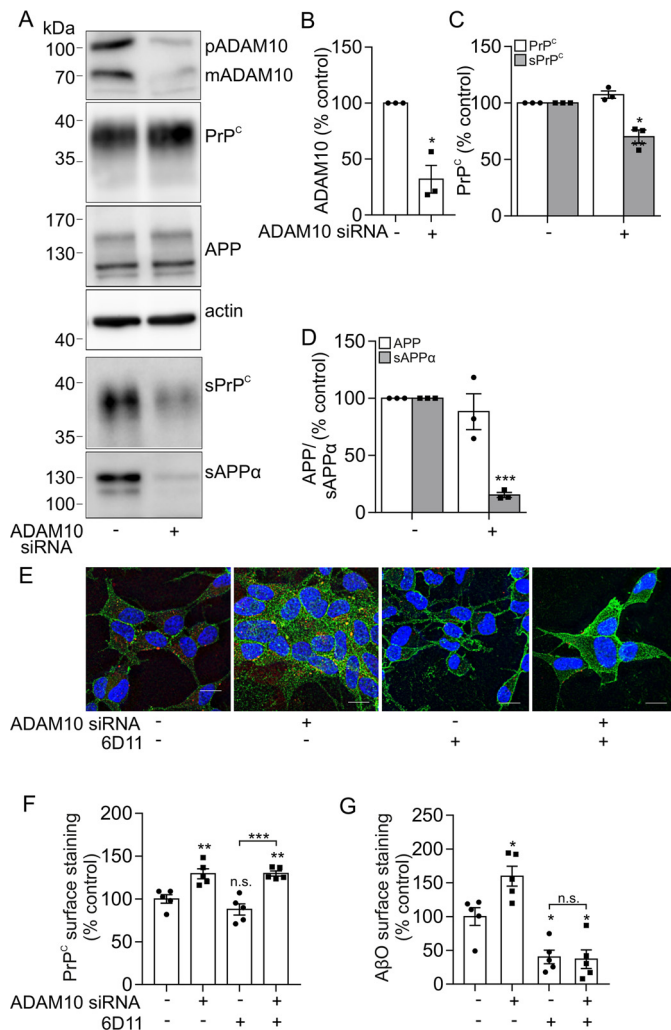 A
kDa
100
70
pADAM10
mADAM10
40
35
PrPᶜ
170
130
APP
actin
40
40
35
sPrPᶜ
130
100
sAPPα
- +
ADAM10
siRNA
B
ADAM10 (% control)
150
100
50
0
*
- +
ADAM10 siRNA
C
PrPᶜ (% control)
150
100
50
0
PrPᶜ
sPrPᶜ
*
**
- +
D
APP/
sAPPα (% control)
150
100
50
0
APP
sAPPα
***
- +
E
ADAM10 siRNA - + - +
6D11 - - + +
F
PrPᶜ surface staining
(% control)
200
150
100
50
0
**
n.s.
***
**
ADAM10 siRNA - + - +
6D11 - - + +
G
AβO surface staining
(% control)
250
200
150
100
50
0
*
*
n.s.
*
- + - +
- - + +